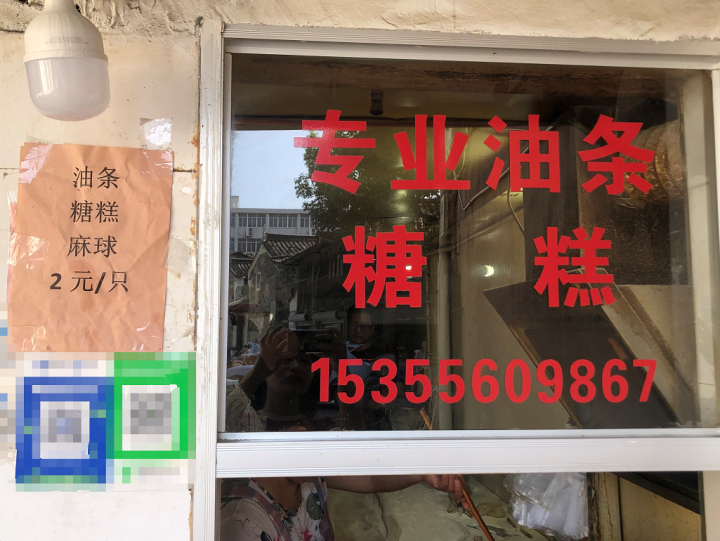 油条
糖糕
麻球
2 元/只
专业油条
糖 糕
15355609867